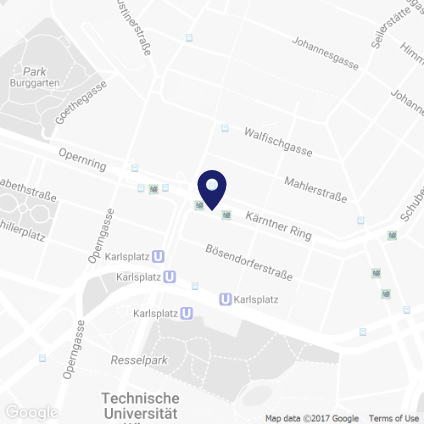 ustinerstraße
Johannesgasse
Seilerstätte
Himm
Park
Burggarten
Goethegasse
Johanne
Walfischgasse
Opernring
Mahlerstraße
abethstraße
Schube
hillerplatz
Operngasse
Kärntner Ring
Karlsplatz U
Bösendorferstraße
Karlsplatz U
U Karlsplatz
Karlsplatz U
Operngasse
Resselpark
Technische
Universität
Google
Map data ©2017 Google Terms of Use